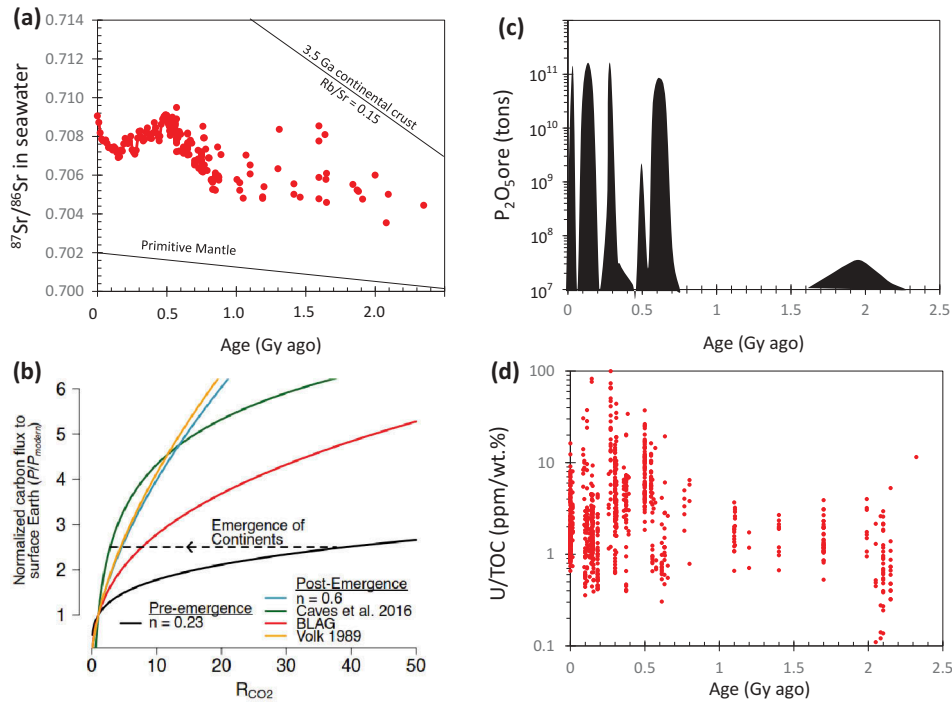 (a)
0.714
0.712
0.710
0.708
0.706
0.704
0.702
0.700
⁸⁷Sr/⁸⁶Sr in seawater
3.5 Ga continental crust
Rb/Sr = 0.15
Primitive Mantle
0 0.5 1.0 1.5 2.0
Age (Gy ago)
(c)
P₂O₅ore (tons)
10¹¹
10¹⁰
10⁹
10⁸
10⁷
0 0.5 1 1.5 2 2.5
Age (Gy ago)
(b)
Normalized carbon flux to
surface Earth (P/Pmodern)
6
5
4
3
2
1
Emergence of
Continents
Pre-emergence
n = 0.23
Post-Emergence
n = 0.6
Caves et al. 2016
BLAG
Volk 1989
0 10 20 30 40 50
RCO2
(d)
U/TOC (ppm/wt.%)
100
10
1
0.1
0 0.5 1 1.5 2 2.5
Age (Gy ago)